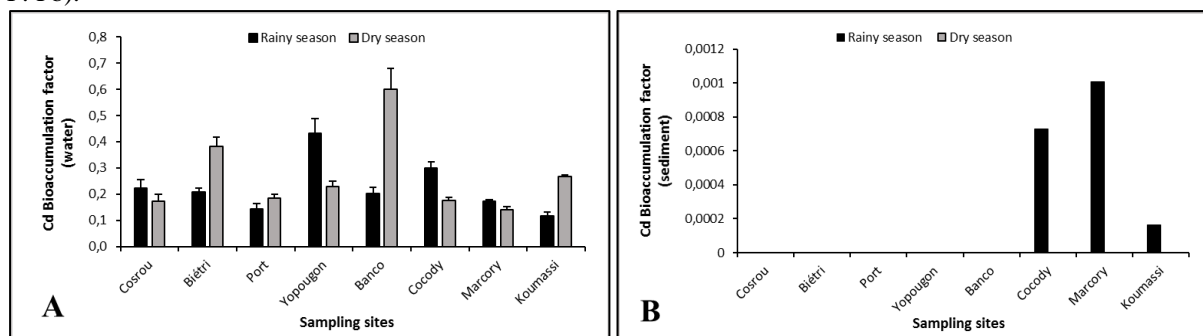 Rainy season Dry season
Cd Bioaccumulation factor
(water)
0,8
0,7
0,6
0,5
0,4
0,3
0,2
0,1
0,0
Cosrou Biétri Port Yopougon Banco Cocody Marcory Koumassi
A
Sampling sites
Rainy season Dry season
Cd Bioaccumulation factor
(sediment)
0,0012
0,001
0,0008
0,0006
0,0004
0,0002
0
Cosrou Biétri Port Yopougon Banco Cocody Marcory Koumassi
B
Sampling sites